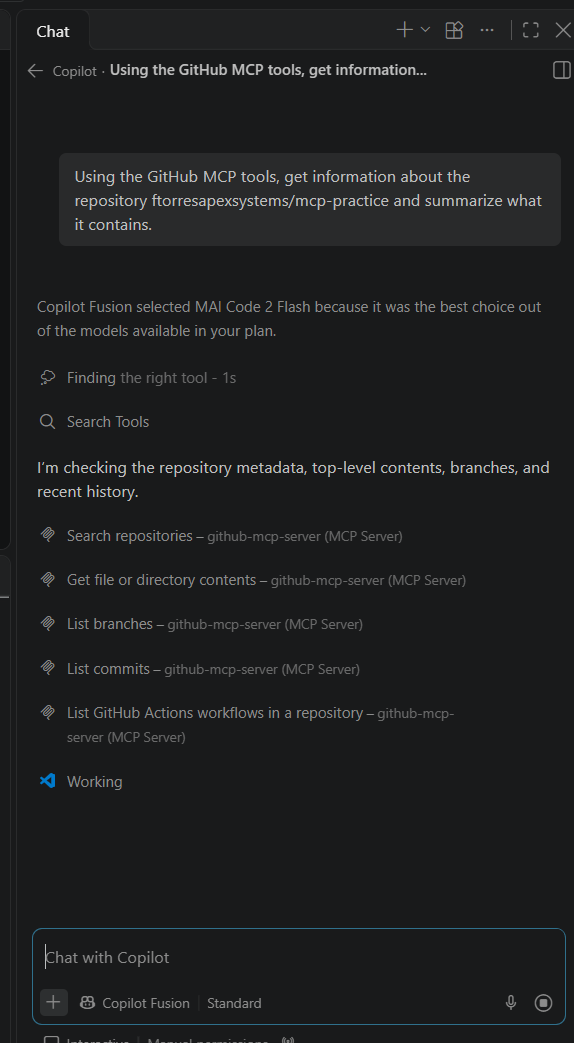 Chat
Copilot · Using the GitHub MCP tools, get information...
Using the GitHub MCP tools, get information about the
repository ftorresapexsystems/mcp-practice and summarize what
it contains.
Copilot Fusion selected MAI Code 2 Flash because it was the best choice out
of the models available in your plan.
Finding the right tool - 1s
Search Tools
I'm checking the repository metadata, top-level contents, branches, and
recent history.
Search repositories – github-mcp-server (MCP Server)
Get file or directory contents – github-mcp-server (MCP Server)
List branches – github-mcp-server (MCP Server)
List commits – github-mcp-server (MCP Server)
List GitHub Actions workflows in a repository – github-mcp-
server (MCP Server)
Working
Chat with Copilot
Copilot Fusion Standard
Interactive Manual permissions